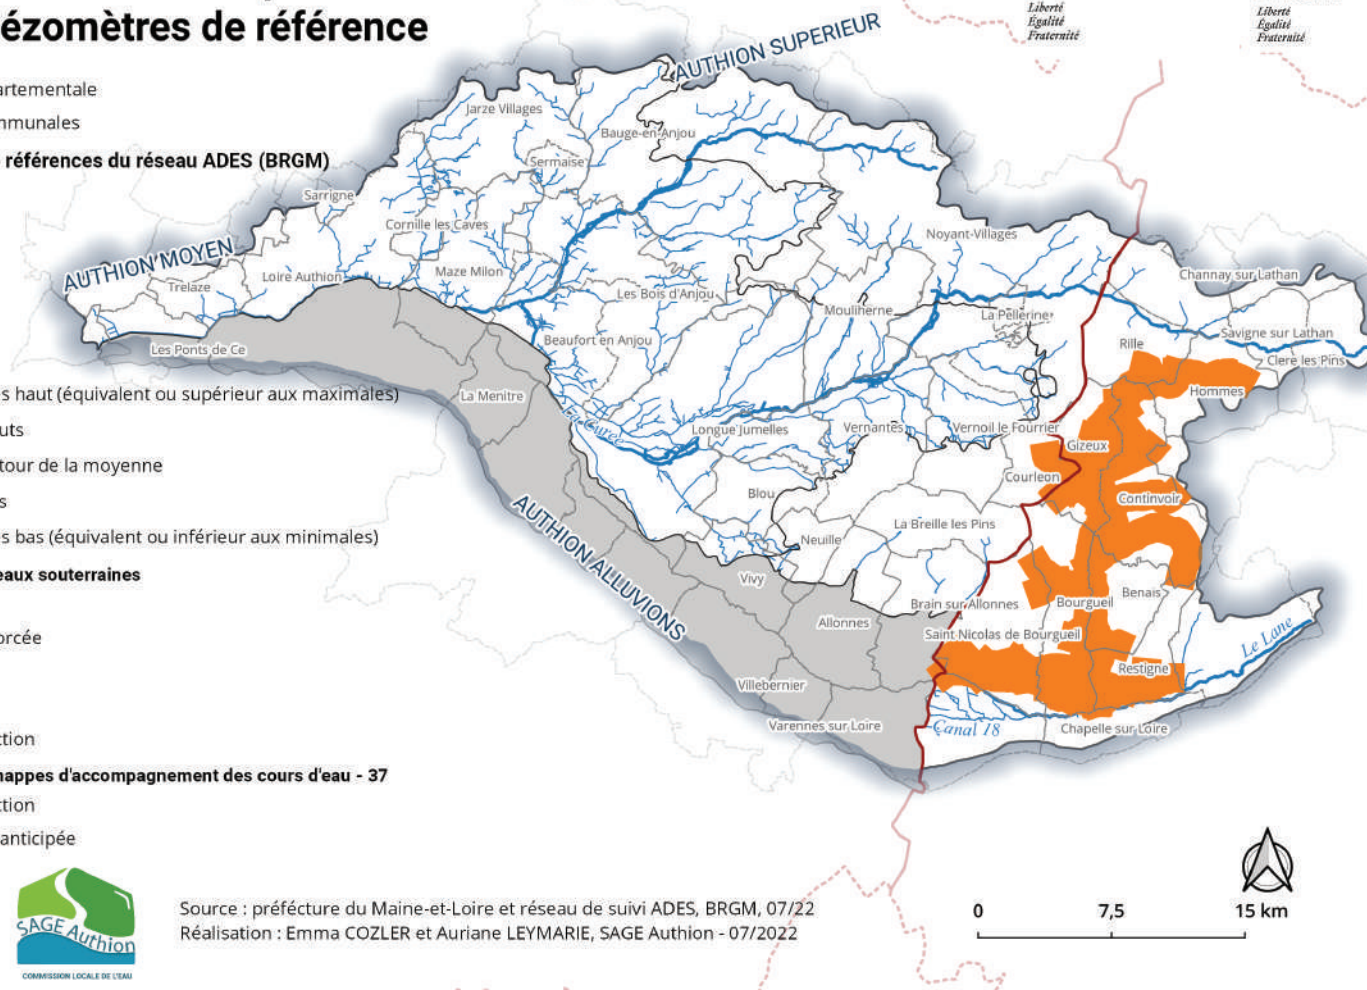 ézomètres de référence
Liberté
Égalité
Fraternité
Liberté
Égalité
Fraternité
artementale
nmunales
références du réseau ADES (BRGM)
s haut (équivalent ou supérieur aux maximales)
uts
tour de la moyenne
s
s bas (équivalent ou inférieur aux minimales)
eaux souterraines
orcée
ction
nappes d'accompagnement des cours d'eau - 37
ction
anticipée
AUTHION SUPERIEUR
AUTHION MOYEN
AUTHION ALLUVIONS
Jarze Villages
Bauge-en-Anjou
Sermaise
Sarrigne
Cornille les Caves
Noyant-Villages
Loire Authion
Maze Milon
Trelaze
Les Bois d'Anjou
Channay sur Lathan
Mouliherne
La Pellerine
Savigne sur Lathan
Rille
Beaufort en Anjou
Les Ponts de Ce
Clere les Pins
Hommes
La Menitre
La Curée
Longue Jumelles
Vernantes
Vernoil le Fourrier
Gizeux
Courleon
Continvoir
Blou
La Breille les Pins
Neuille
Vivy
Benais
Brain sur Allonnes
Bourgueil
Allonnes
Saint Nicolas de Bourgueil
Le Lane
Restigne
Villebernier
Varennes sur Loire
Canal 18
Chapelle sur Loire
SAGE Authion
COMMISSION LOCALE DE L'EAU
Source : préfécture du Maine-et-Loire et réseau de suivi ADES, BRGM, 07/22
Réalisation : Emma COZLER et Auriane LEYMARIE, SAGE Authion - 07/2022
0 7,5 15 km